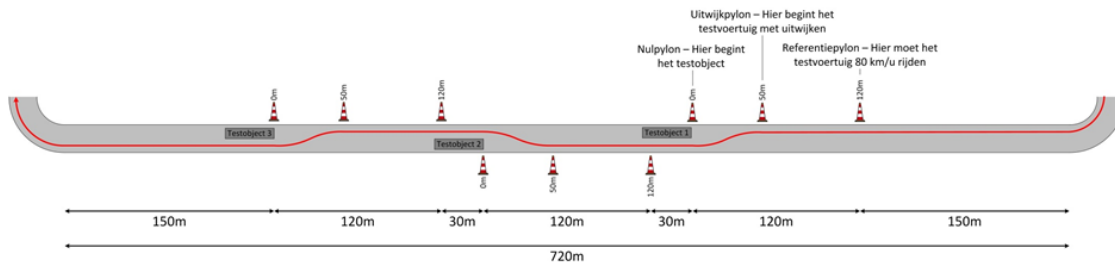 Uitwijkpylon – Hier begint het
testvoertuig met uitwijken
Nulpylon – Hier begint
het testobject
Referentiepylon – Hier moet het
testvoertuig 80 km/u rijden
0m
50m
120m
0m
50m
120m
Testobject 3
Testobject 2
Testobject 1
0m
50m
120m
150m
120m
30m
120m
30m
120m
150m
720m